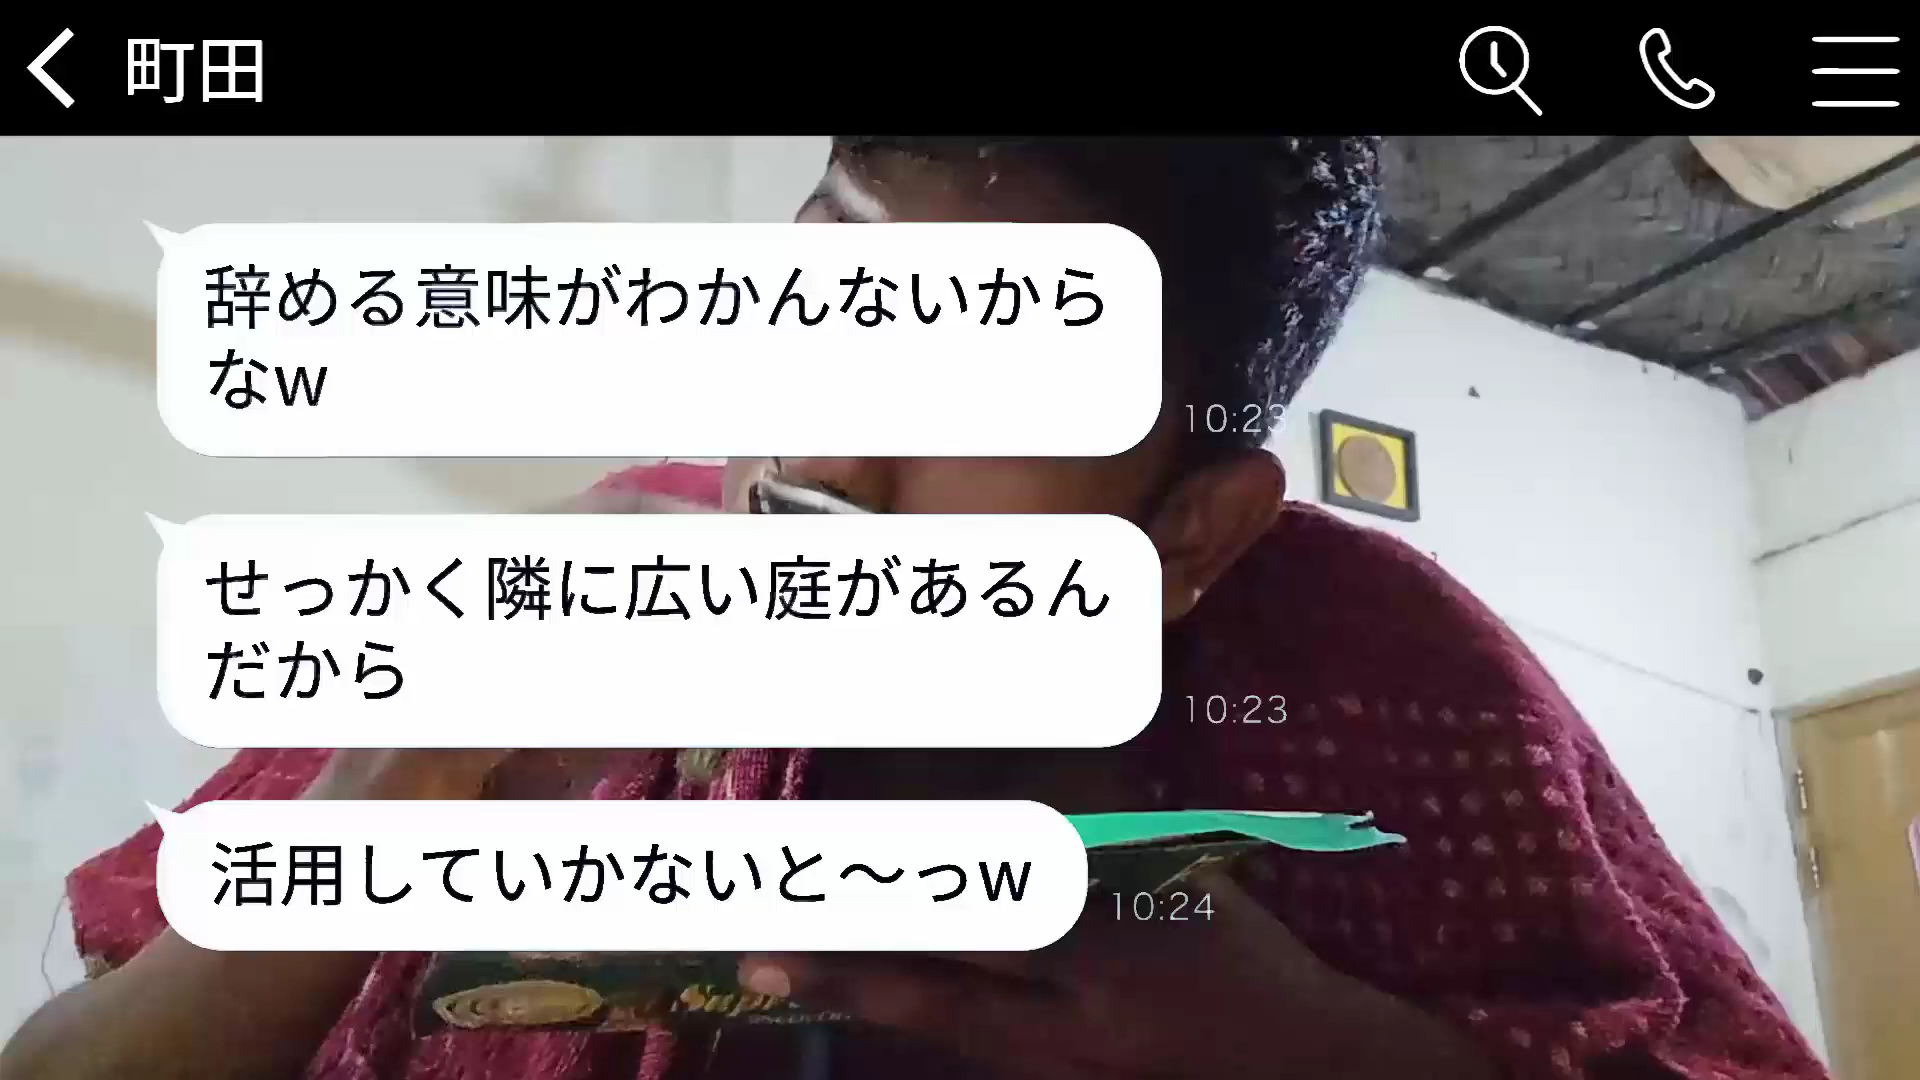 町田
辞める意味がわかんないから
なw
10:23
せっかく隣に広い庭があるん
だから
10:23
活用していかないと〜っw
10:24